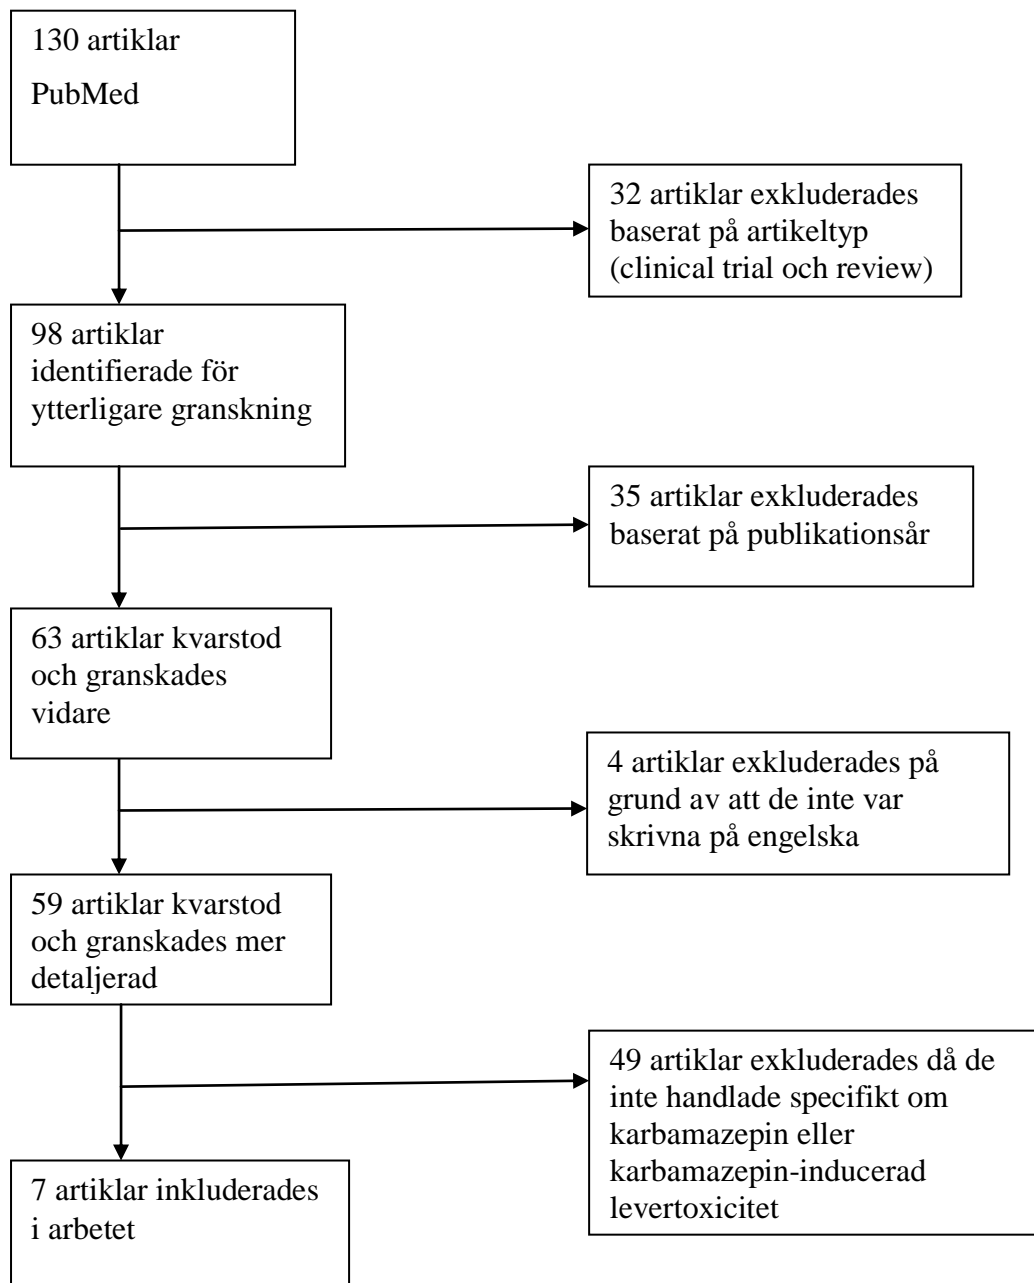 130 artiklar
PubMed
32 artiklar exkluderades
baserat på artikeltyp
(clinical trial och review)
98 artiklar
identifierade för
ytterligare granskning
35 artiklar exkluderades
baserat på publikationsår
63 artiklar kvarstod
och granskades
vidare
4 artiklar exkluderades på
grund av att de inte var
skrivna på engelska
59 artiklar kvarstod
och granskades mer
detaljerad
49 artiklar exkluderades då de
inte handlade specifikt om
karbamazepin eller
karbamazepin-inducerad
levertoxicitet
7 artiklar inkluderades
i arbetet